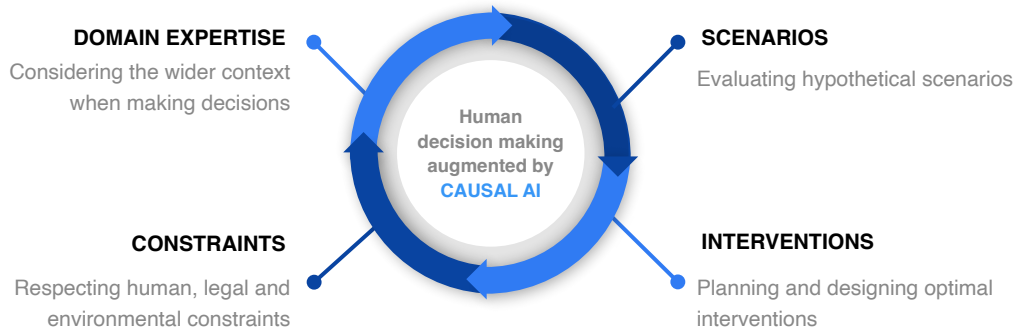 DOMAIN EXPERTISE
Considering the wider context
when making decisions
SCENARIOS
Evaluating hypothetical scenarios
Human
decision making
augmented by
CAUSAL AI
CONSTRAINTS
Respecting human, legal and
environmental constraints
INTERVENTIONS
Planning and designing optimal
interventions